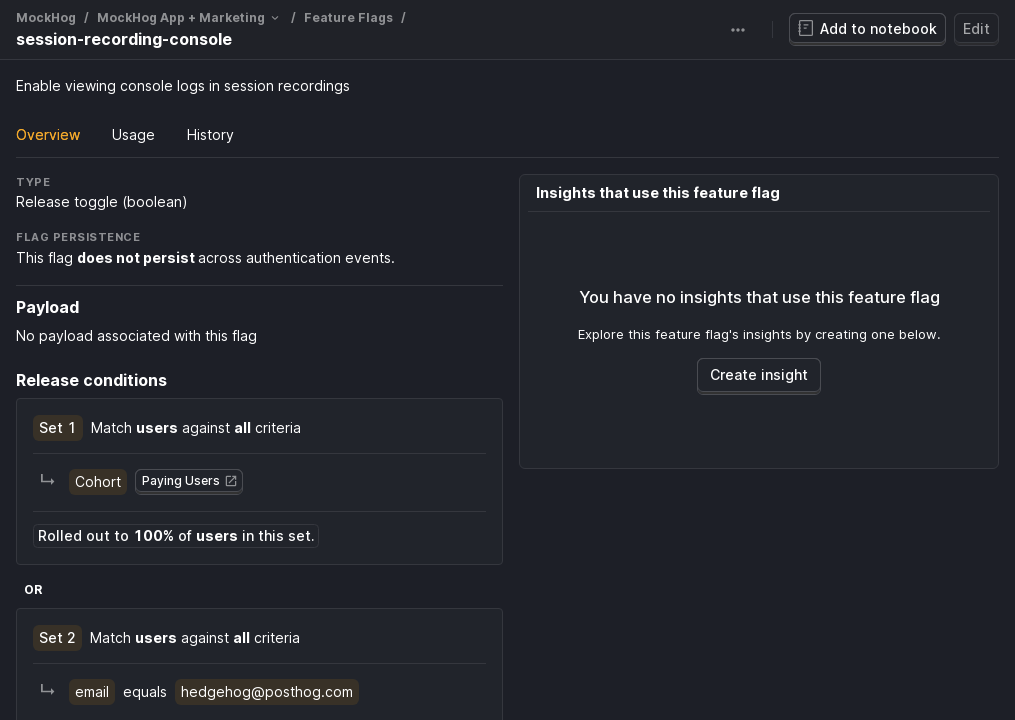 MockHog / MockHog App + Marketing / Feature Flags /
session-recording-console
Add to notebook
Edit
Enable viewing console logs in session recordings
Overview Usage History
TYPE
Release toggle (boolean)
FLAG PERSISTENCE
This flag does not persist across authentication events.
Payload
No payload associated with this flag
Release conditions
Set 1 Match users against all criteria
Cohort Paying Users
Rolled out to 100% of users in this set.
OR
Set 2 Match users against all criteria
email equals hedgehog@posthog.com
Insights that use this feature flag
You have no insights that use this feature flag
Explore this feature flag's insights by creating one below.
Create insight